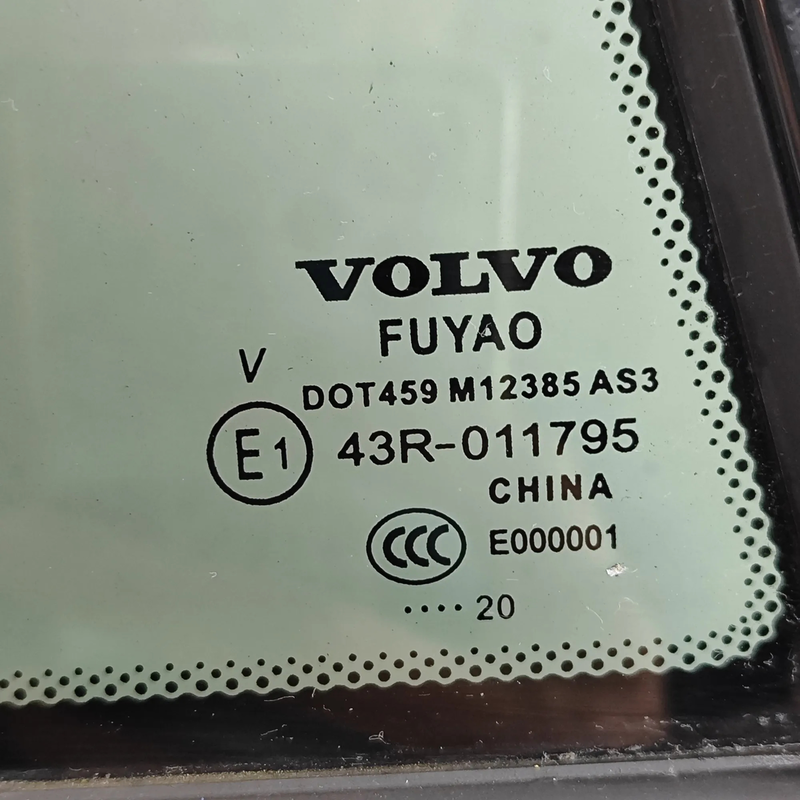 VOLVO
FUYAO
V
DOT459 M12385 AS3
E1 43R-011795
CHINA
CCC E000001
.... 20